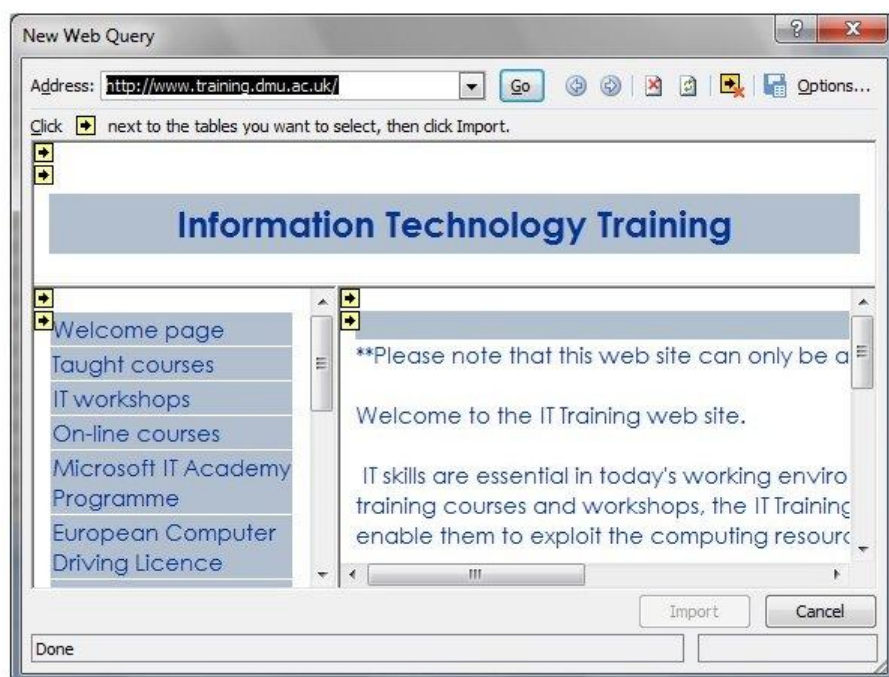 New Web Query
Address: http://www.training.dmu.ac.uk/ Go Options...
Click next to the tables you want to select, then click Import.
Information Technology Training
Welcome page
Taught courses
IT workshops
On-line courses
Microsoft IT Academy
Programme
European Computer
Driving Licence
**Please note that this web site can only be a
Welcome to the IT Training web site.
IT skills are essential in today's working enviro
training courses and workshops, the IT Training
enable them to exploit the computing resourc
Import Cancel
Done